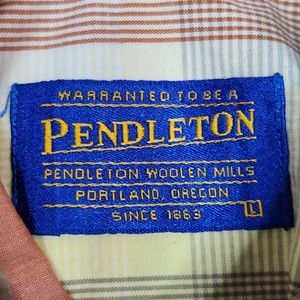 WARRANTED TO BE A
PENDLETON
PENDLETON WOOLEN MILLS
PORTLAND, OREGON
SINCE 1863
L